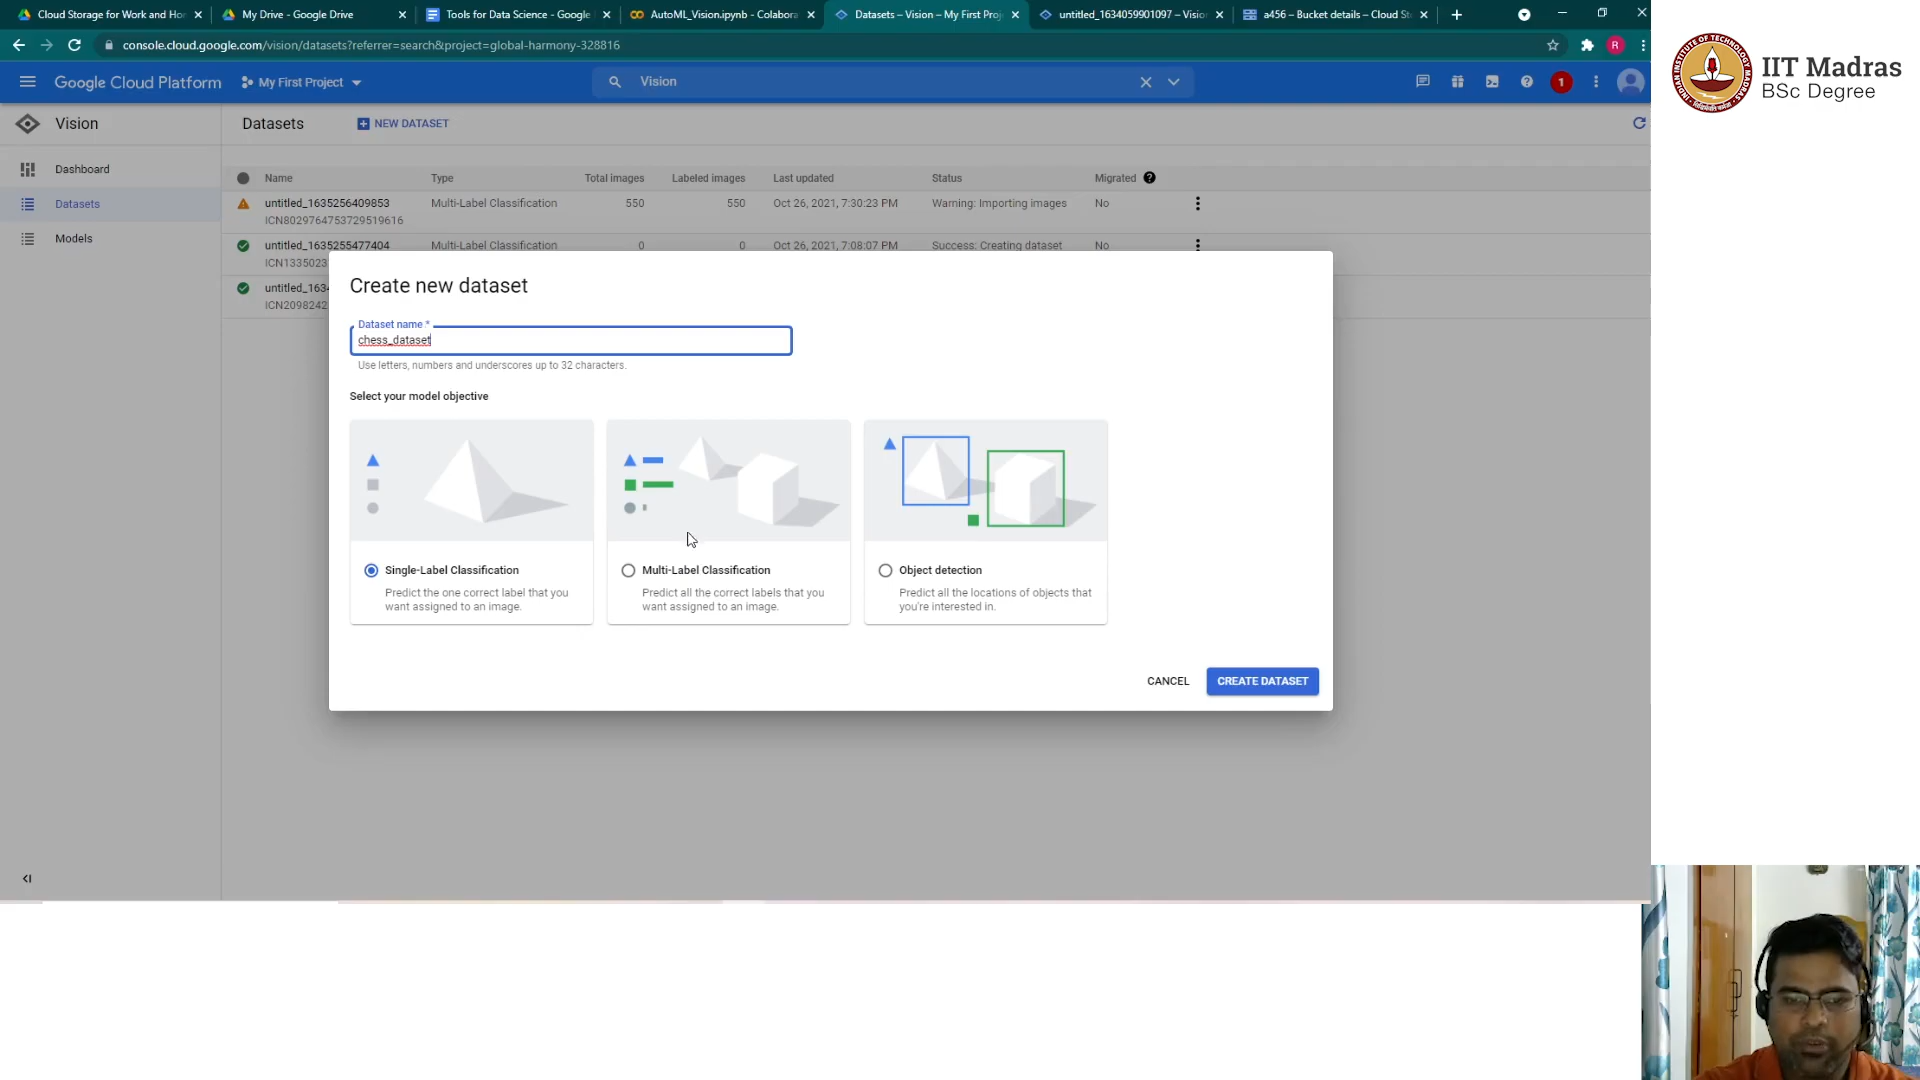 Cloud Storage for Work and Ho
My Drive - Google Drive
Tools for Data Science - Google
AutoML_Vision.ipynb - Colabora
Datasets – Vision – My First Proj
untitled_1634059901097 – Visio
a456 – Bucket details – Cloud St
console.cloud.google.com/vision/datasets?referrer=search&project=global-harmony-328816
R
Google Cloud Platform
My First Project
Vision
1
IIT Madras
BSc Degree
Vision
Datasets
NEW DATASET
Dashboard
Datasets
Models
Name Type Total images Labeled images Last updated Status Migrated
untitled_1635256409853 Multi-Label Classification 550 550 Oct 26, 2021, 7:30:23 PM Warning: Importing images No
ICN8029764753729519616
untitled_1635255477404 Multi-Label Classification 0 0 Oct 26, 2021, 7:08:07 PM Success: Creating dataset No
ICN133502
untitled_163
ICN209824
Create new dataset
Dataset name *
chess_dataset
Use letters, numbers and underscores up to 32 characters.
Select your model objective
Single-Label Classification
Predict the one correct label that you
want assigned to an image.
Multi-Label Classification
Predict all the correct labels that you
want assigned to an image.
Object detection
Predict all the locations of objects that
you're interested in.
CANCEL
CREATE DATASET